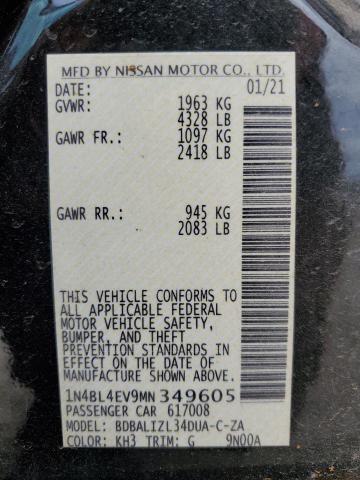 MFD BY NISSAN MOTOR CO., LTD.
DATE: 01/21
GVWR: 1963 KG
4328 LB
GAWR FR.: 1097 KG
2418 LB
GAWR RR.: 945 KG
2083 LB
THIS VEHICLE CONFORMS TO
ALL APPLICABLE FEDERAL
MOTOR VEHICLE SAFETY,
BUMPER, AND THEFT
PREVENTION STANDARDS IN
EFFECT ON THE DATE OF
MANUFACTURE SHOWN ABOVE.
1N4BL4EV9MN 349605
PASSENGER CAR 617008
MODEL: BDBALIZL34DUA-C-ZA
COLOR: KH3 TRIM: G 9N00A